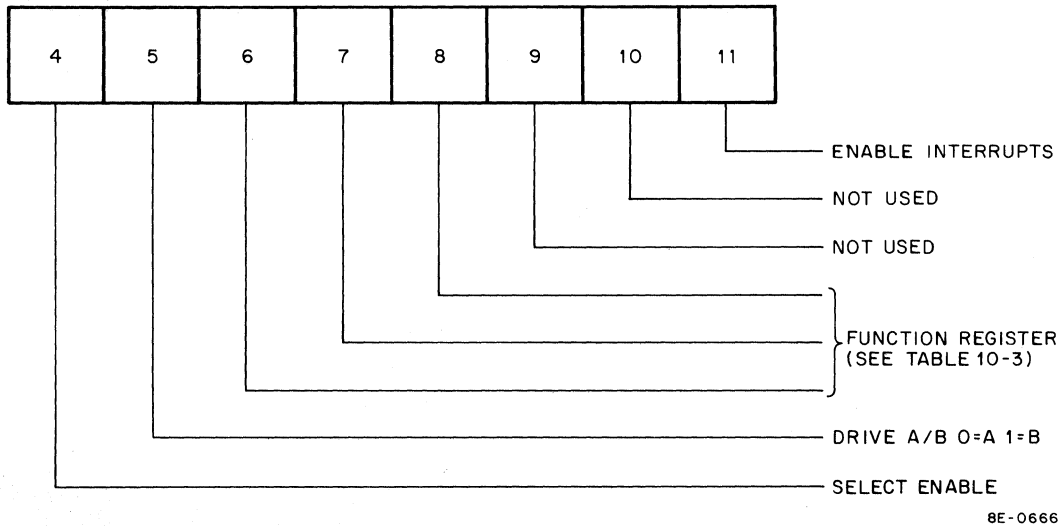 4 5 6 7 8 9 10 11
ENABLE INTERRUPTS
NOT USED
NOT USED
FUNCTION REGISTER
(SEE TABLE 10-3)
DRIVE A/B 0=A 1=B
SELECT ENABLE
8E-0666